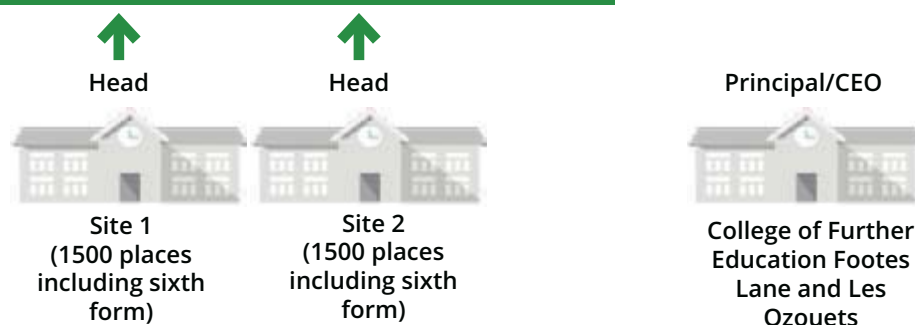 Head
Head
Principal/CEO
Site 1
(1500 places
including sixth
form)
Site 2
(1500 places
including sixth
form)
College of Further
Education Footes
Lane and Les
Ozouets